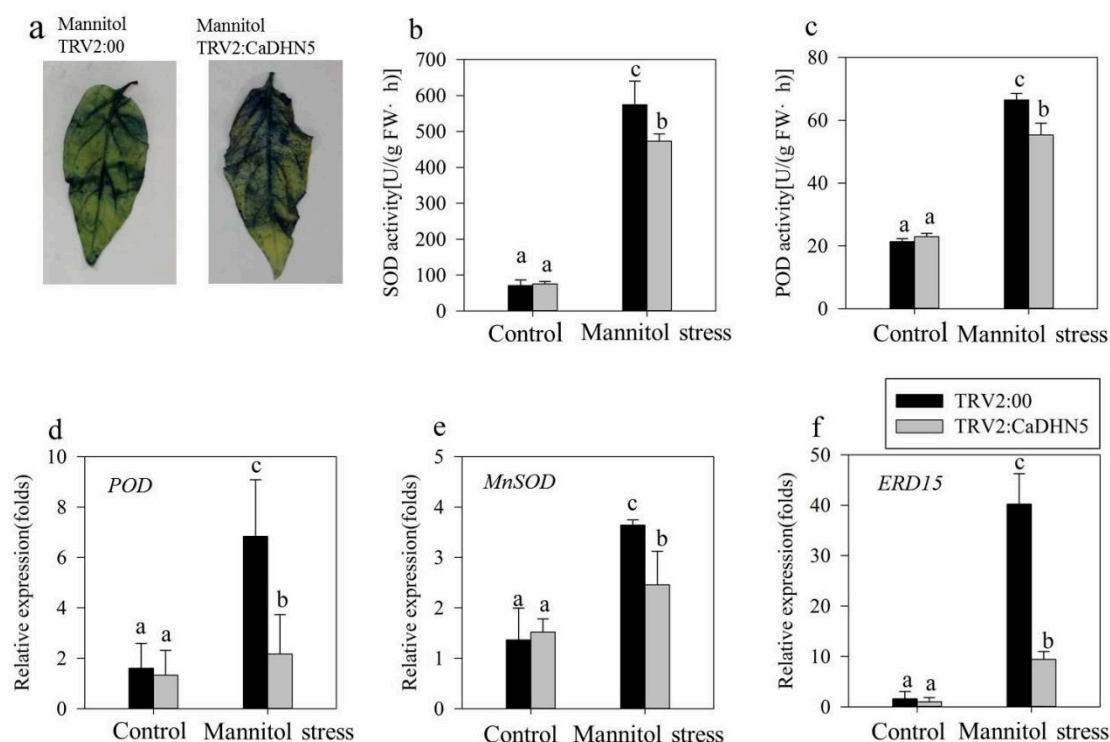 a
Mannitol
TRV2:00
Mannitol
TRV2:CaDHN5
b
SOD activity[U/(g FW· h)]
700
600
500
400
300
200
100
0
a
a
c
b
Control
Mannitol stress
c
POD activity[U/(g FW· h)]
80
60
40
20
0
a
a
c
b
Control
Mannitol stress
TRV2:00
TRV2:CaDHN5
d
POD
Relative expression(folds)
10
8
6
4
2
0
a
a
c
b
Control
Mannitol stress
e
MnSOD
Relative expression(folds)
5
4
3
2
1
0
a
a
c
b
Control
Mannitol stress
f
ERD15
Relative expression(folds)
50
40
30
20
10
0
a
a
c
b
Control
Mannitol stress